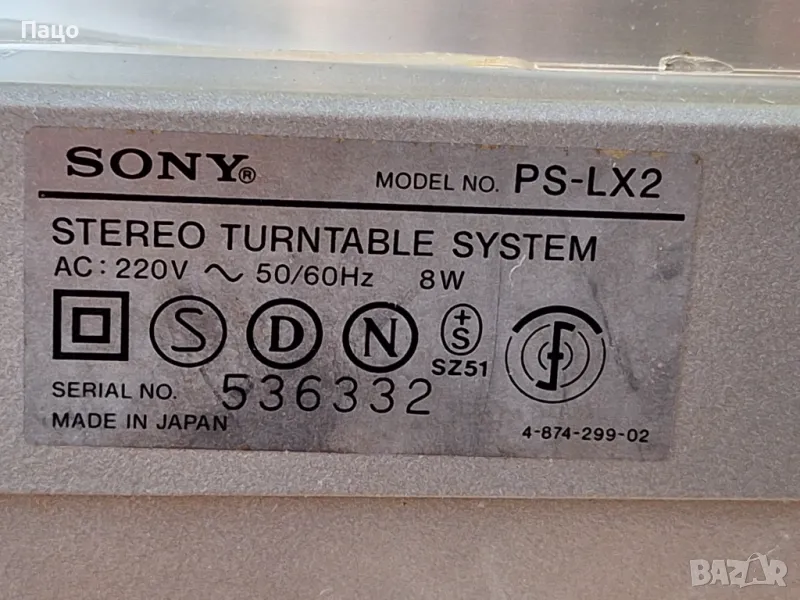 Пацо
SONY® MODEL NO. PS-LX2
STEREO TURNTABLE SYSTEM
AC: 220V ~ 50/60Hz 8W
S D N +S
SZ51
SERIAL NO. 536332
MADE IN JAPAN
4-874-299-02
BAZAR